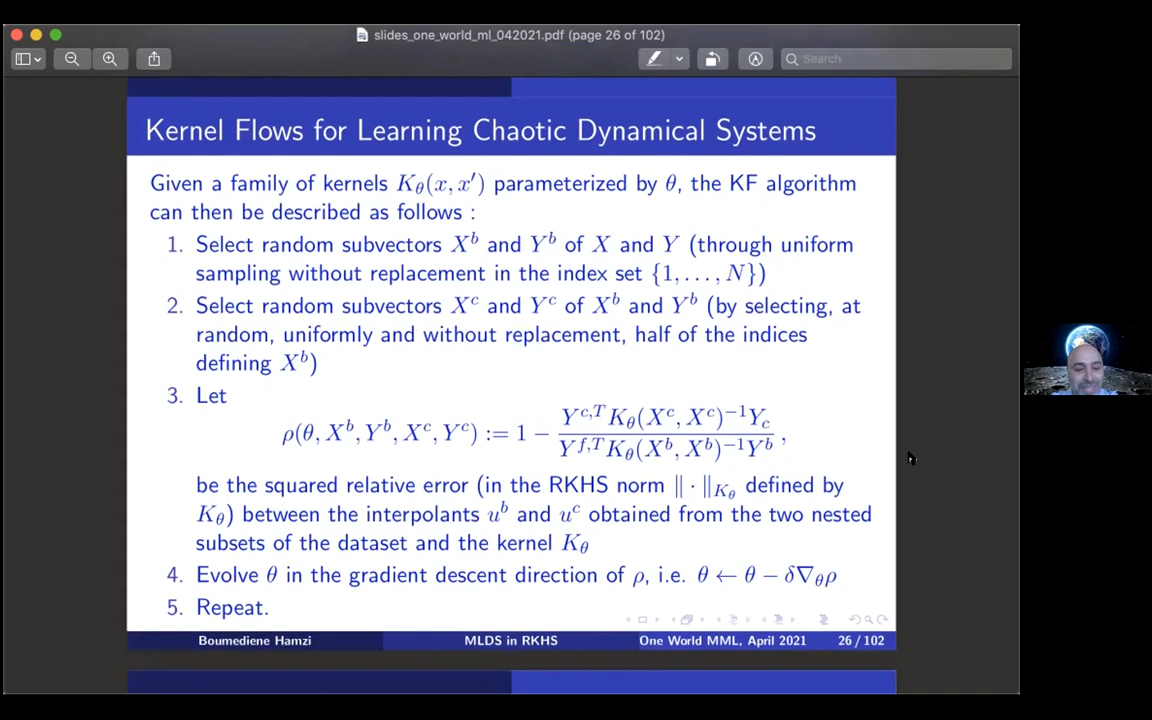 slides_one_world_ml_042021.pdf (page 26 of 102)
Search
Kernel Flows for Learning Chaotic Dynamical Systems
Given a family of kernels K_θ(x, x′) parameterized by θ, the KF algorithm
can then be described as follows :
1. Select random subvectors X^b and Y^b of X and Y (through uniform
sampling without replacement in the index set {1, . . . , N})
2. Select random subvectors X^c and Y^c of X^b and Y^b (by selecting, at
random, uniformly and without replacement, half of the indices
defining X^b)
3. Let
ρ(θ, X^b, Y^b, X^c, Y^c) := 1 − \frac{Y^{c,T} K_θ(X^c, X^c)^{−1} Y_c}{Y^{f,T} K_θ(X^b, X^b)^{−1} Y^b} ,
be the squared relative error (in the RKHS norm ‖ · ‖_{K_θ} defined by
K_θ) between the interpolants u^b and u^c obtained from the two nested
subsets of the dataset and the kernel K_θ
4. Evolve θ in the gradient descent direction of ρ, i.e. θ ← θ − δ∇_θρ
5. Repeat.
Boumediene Hamzi MLDS in RKHS One World MML, April 2021 26 / 102